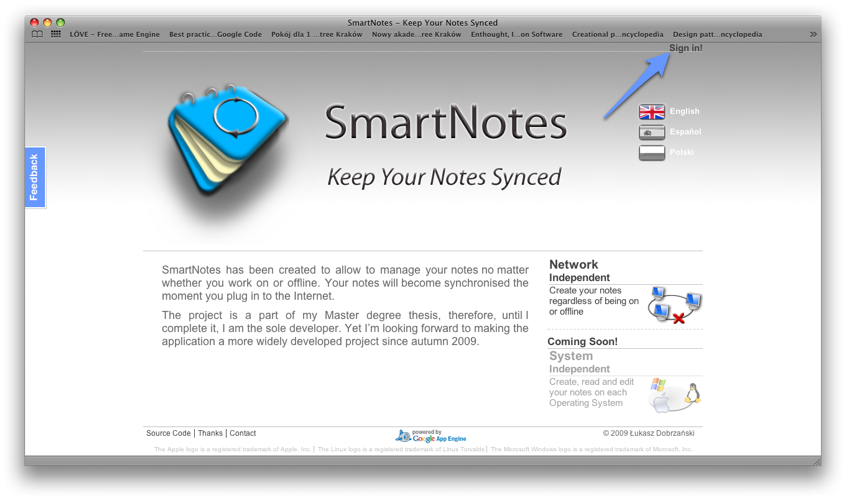 SmartNotes – Keep Your Notes Synced
LÖVE – Free...ame Engine Best practic...Google Code Pokój dla 1 ...tree Kraków Nowy akade...ree Kraków Enthought, I...on Software Creational p...ncyclopedia Design patt...ncyclopedia »
Sign in!
SmartNotes
Keep Your Notes Synced
English
Español
Polski
Feedback
SmartNotes has been created to allow to manage your notes no matter
whether you work on or offline. Your notes will become synchronised the
moment you plug in to the Internet.
The project is a part of my Master degree thesis, therefore, until I
complete it, I am the sole developer. Yet I'm looking forward to making the
application a more widely developed project since autumn 2009.
Network
Independent
Create your notes
regardless of being on
or offline
Coming Soon!
System
Independent
Create, read and edit
your notes on each
Operating System
Source Code | Thanks | Contact
powered by
Google App Engine
© 2009 Łukasz Dobrzański
The Apple logo is a registered trademark of Apple, Inc. | The Linux logo is a registered trademark of Linus Torvalds | The Microsoft Windows logo is a registered trademark of Microsoft, Inc.